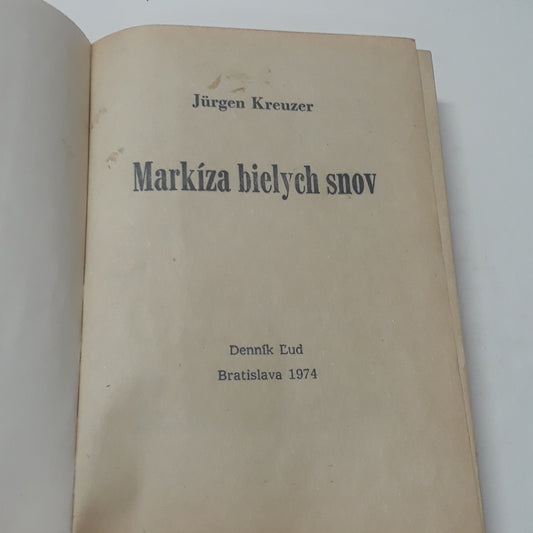 Jürgen Kreuzer
Markíza bielych snov
Denník Ľud
Bratislava 1974